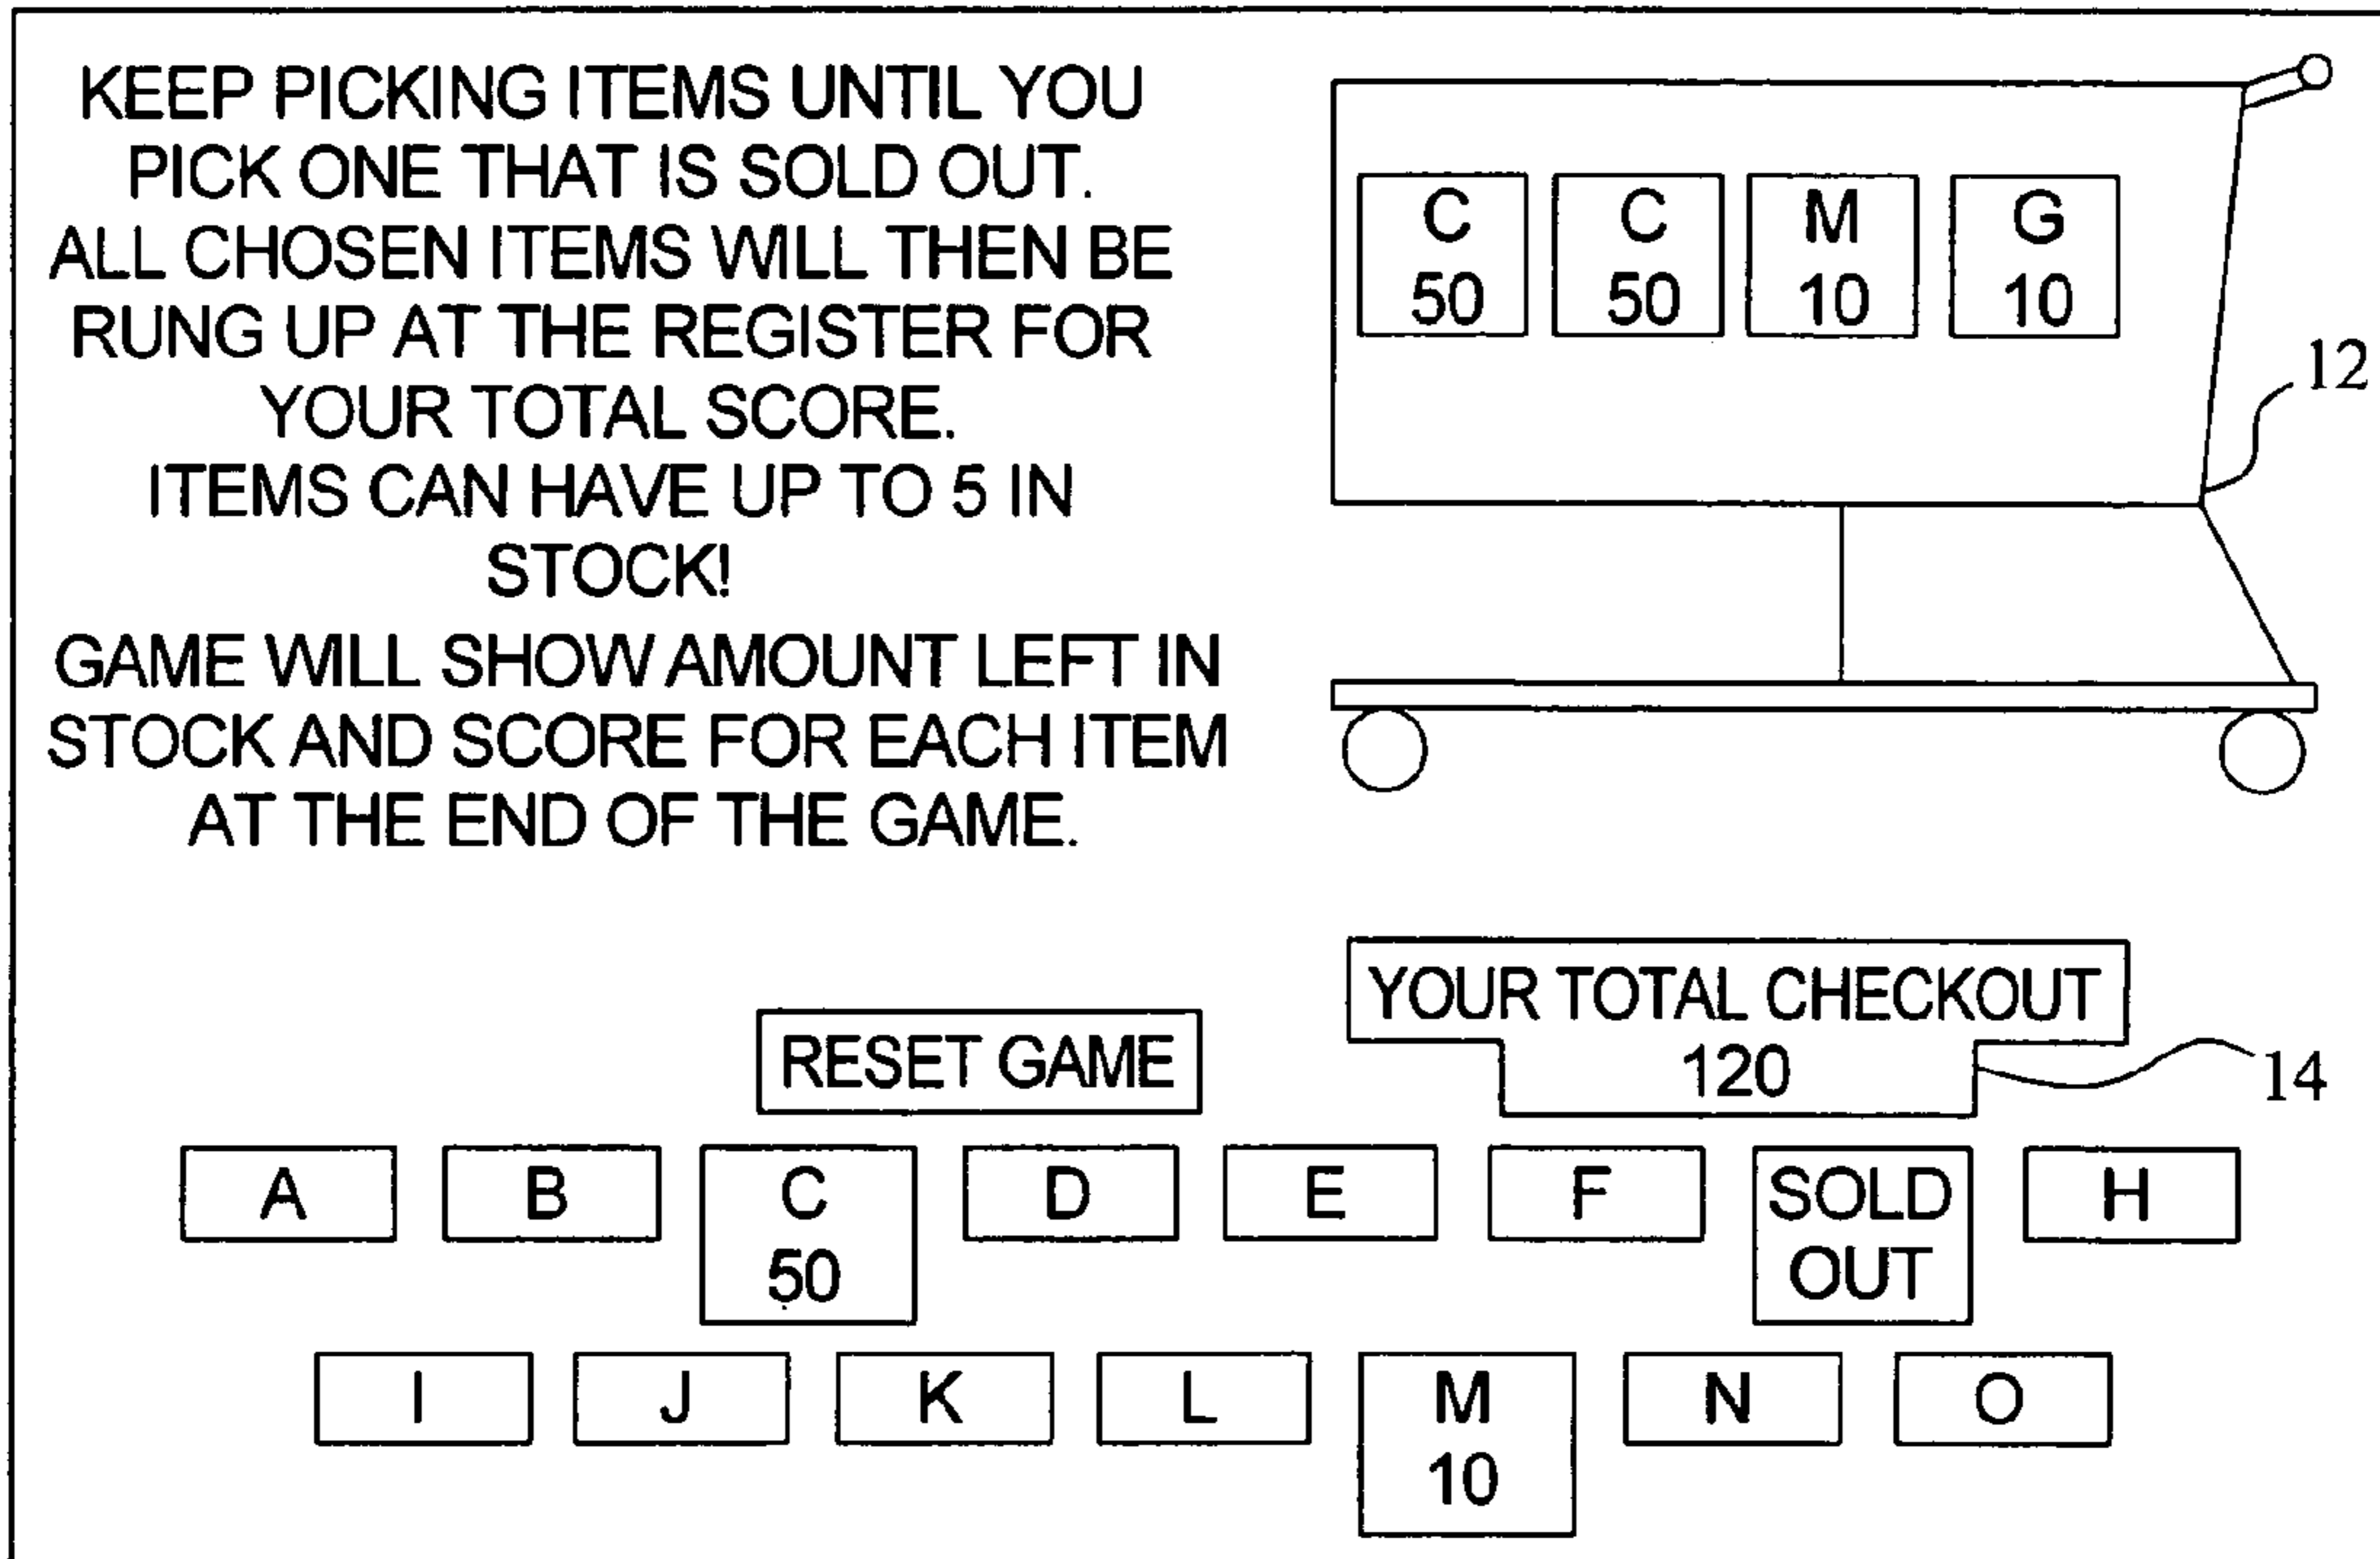 KEEP PICKING ITEMS UNTIL YOU
PICK ONE THAT IS SOLD OUT.
ALL CHOSEN ITEMS WILL THEN BE
RUNG UP AT THE REGISTER FOR
YOUR TOTAL SCORE.
ITEMS CAN HAVE UP TO 5 IN
STOCK!
GAME WILL SHOW AMOUNT LEFT IN
STOCK AND SCORE FOR EACH ITEM
AT THE END OF THE GAME.
C C M G
50 50 10 10
12
YOUR TOTAL CHECKOUT
120
14
RESET GAME
A B C D E F SOLD H
50 OUT
I J K L M N O
10